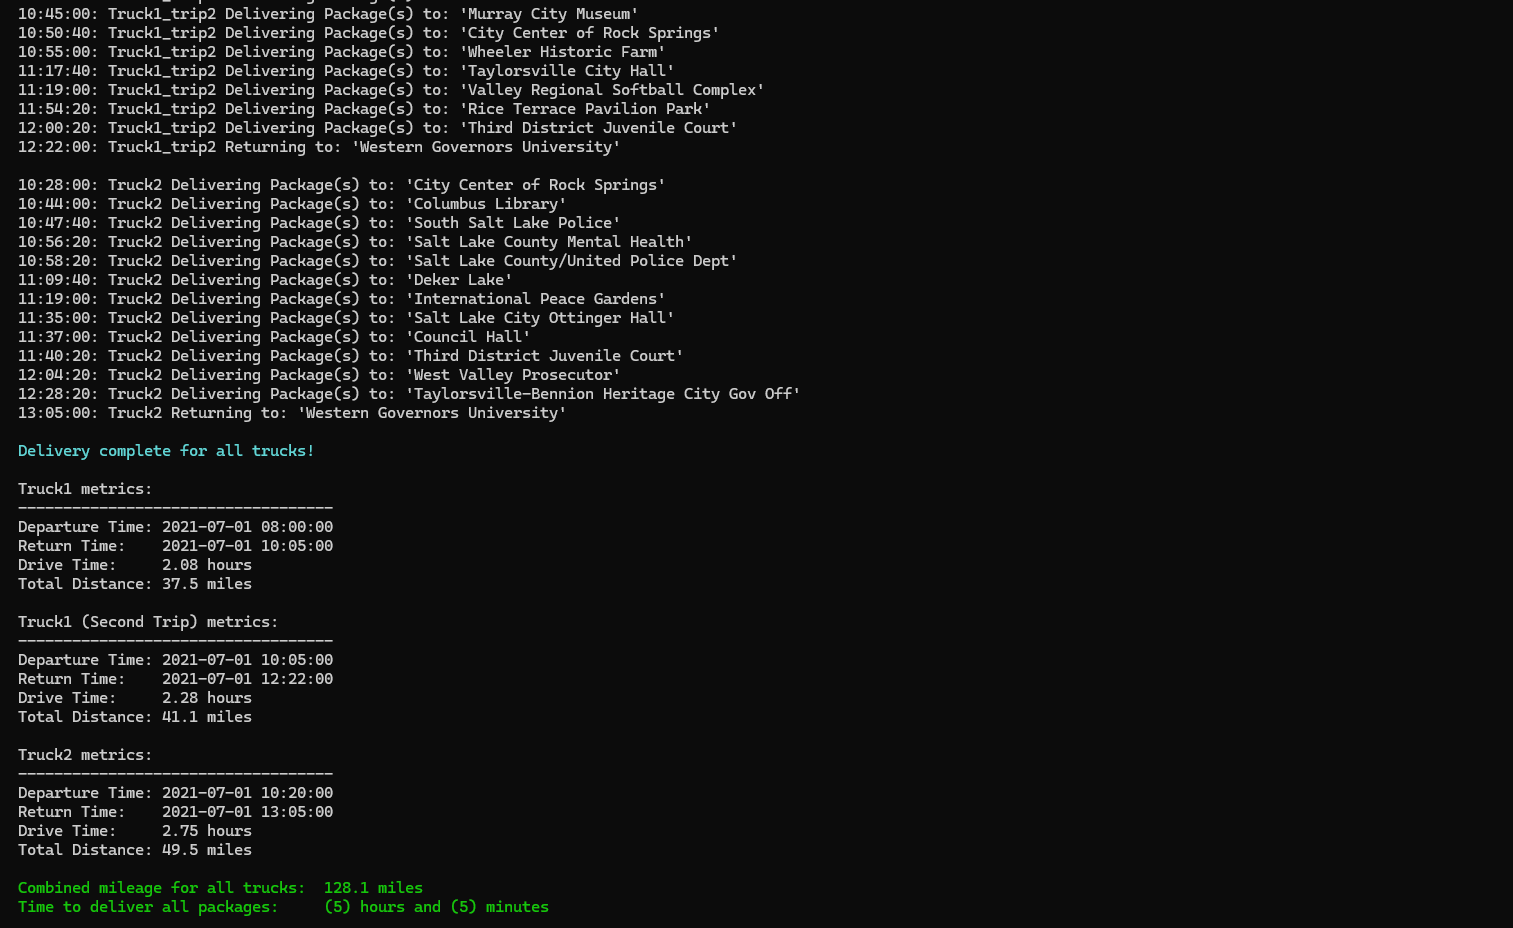 10:45:00: Truck1_trip2 Delivering Package(s) to: 'Murray City Museum'
10:50:40: Truck1_trip2 Delivering Package(s) to: 'City Center of Rock Springs'
10:55:00: Truck1_trip2 Delivering Package(s) to: 'Wheeler Historic Farm'
11:17:40: Truck1_trip2 Delivering Package(s) to: 'Taylorsville City Hall'
11:19:00: Truck1_trip2 Delivering Package(s) to: 'Valley Regional Softball Complex'
11:54:20: Truck1_trip2 Delivering Package(s) to: 'Rice Terrace Pavilion Park'
12:00:20: Truck1_trip2 Delivering Package(s) to: 'Third District Juvenile Court'
12:22:00: Truck1_trip2 Returning to: 'Western Governors University'
10:28:00: Truck2 Delivering Package(s) to: 'City Center of Rock Springs'
10:44:00: Truck2 Delivering Package(s) to: 'Columbus Library'
10:47:40: Truck2 Delivering Package(s) to: 'South Salt Lake Police'
10:56:20: Truck2 Delivering Package(s) to: 'Salt Lake County Mental Health'
10:58:20: Truck2 Delivering Package(s) to: 'Salt Lake County/United Police Dept'
11:09:40: Truck2 Delivering Package(s) to: 'Deker Lake'
11:19:00: Truck2 Delivering Package(s) to: 'International Peace Gardens'
11:35:00: Truck2 Delivering Package(s) to: 'Salt Lake City Ottinger Hall'
11:37:00: Truck2 Delivering Package(s) to: 'Council Hall'
11:40:20: Truck2 Delivering Package(s) to: 'Third District Juvenile Court'
12:04:20: Truck2 Delivering Package(s) to: 'West Valley Prosecutor'
12:28:20: Truck2 Delivering Package(s) to: 'Taylorsville-Bennion Heritage City Gov Off'
13:05:00: Truck2 Returning to: 'Western Governors University'
Delivery complete for all trucks!
Truck1 metrics:
-----------------------------------
Departure Time: 2021-07-01 08:00:00
Return Time:    2021-07-01 10:05:00
Drive Time:     2.08 hours
Total Distance: 37.5 miles
Truck1 (Second Trip) metrics:
-----------------------------------
Departure Time: 2021-07-01 10:05:00
Return Time:    2021-07-01 12:22:00
Drive Time:     2.28 hours
Total Distance: 41.1 miles
Truck2 metrics:
-----------------------------------
Departure Time: 2021-07-01 10:20:00
Return Time:    2021-07-01 13:05:00
Drive Time:     2.75 hours
Total Distance: 49.5 miles
Combined mileage for all trucks:  128.1 miles
Time to deliver all packages:     (5) hours and (5) minutes